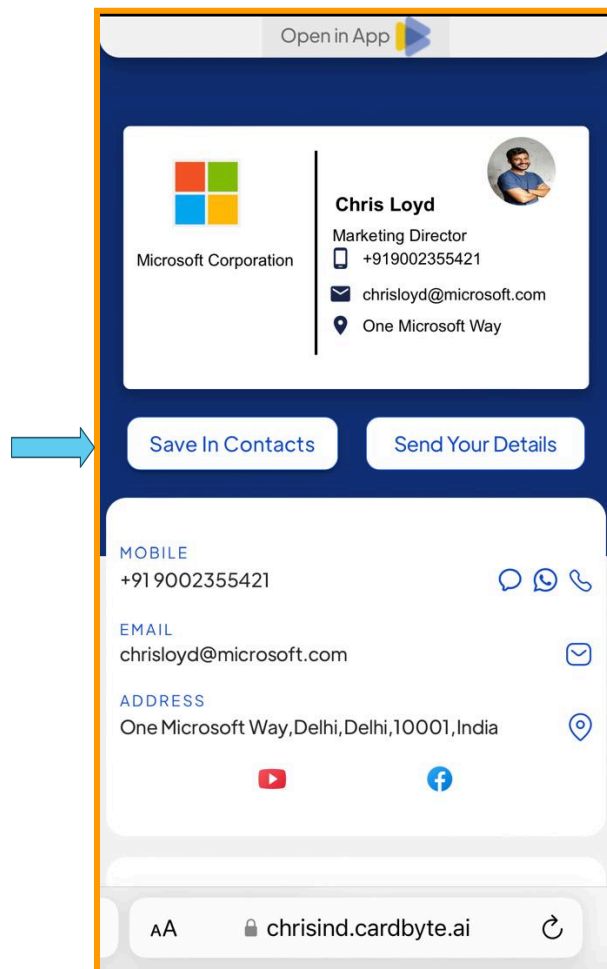 Open in App
Microsoft Corporation
Chris Loyd
Marketing Director
+919002355421
chrisloyd@microsoft.com
One Microsoft Way
Save In Contacts
Send Your Details
MOBILE
+91 9002355421
EMAIL
chrisloyd@microsoft.com
ADDRESS
One Microsoft Way,Delhi,Delhi,10001,India
AA
chrisind.cardbyte.ai